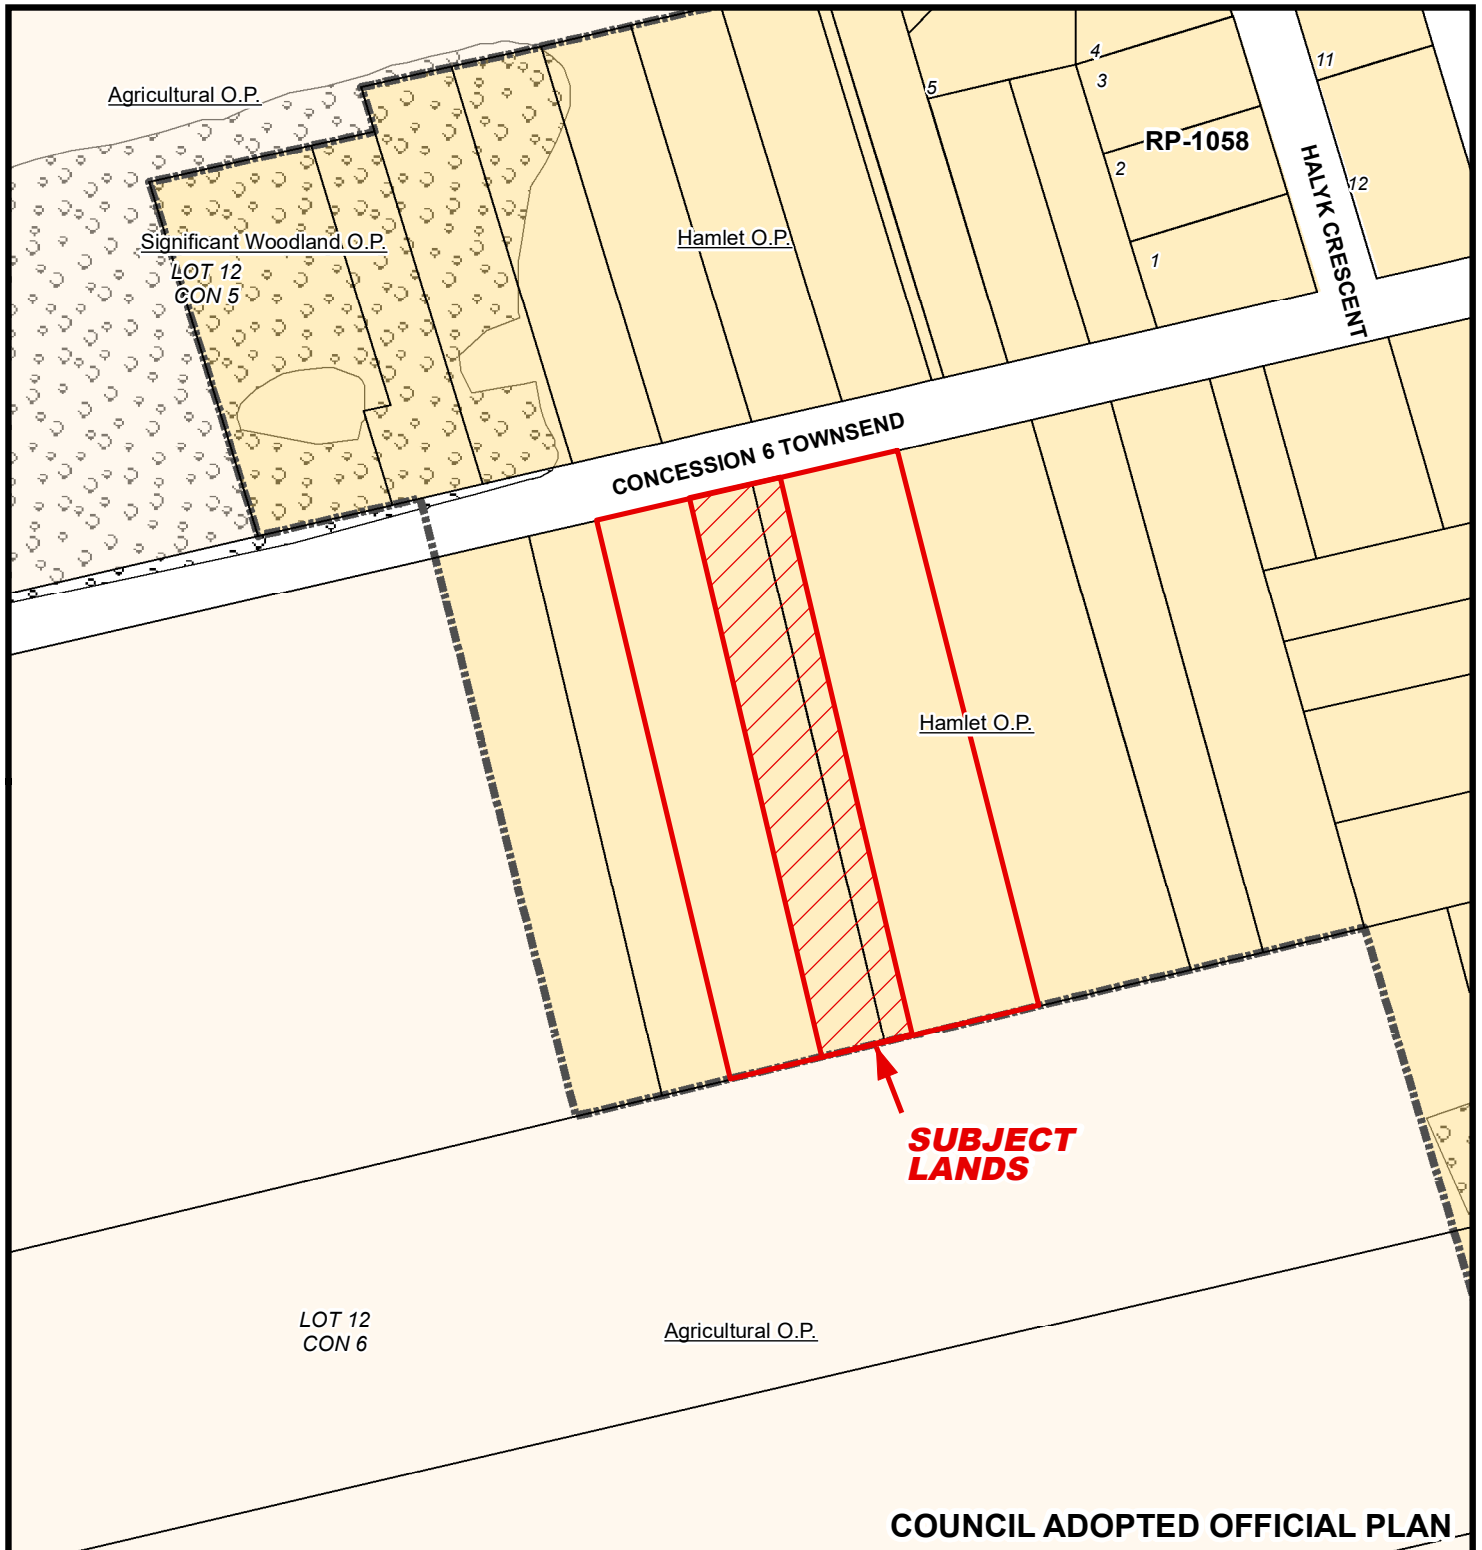 4
11
Agricultural O.P.
5
3
RP-1058
2
12
HALYK CRESCENT
Hamlet O.P.
Significant Woodland O.P.
LOT 12
CON 5
1
CONCESSION 6 TOWNSEND
Hamlet O.P.
SUBJECT
LANDS
LOT 12
CON 6
Agricultural O.P.
COUNCIL ADOPTED OFFICIAL PLAN